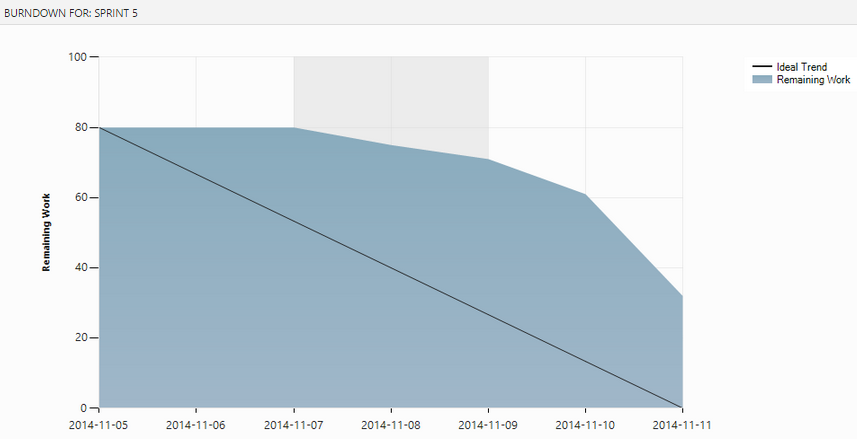 BURNDOWN FOR: SPRINT 5
Ideal Trend
Remaining Work
Remaining Work
100
80
60
40
20
0
2014-11-05 2014-11-06 2014-11-07 2014-11-08 2014-11-09 2014-11-10 2014-11-11